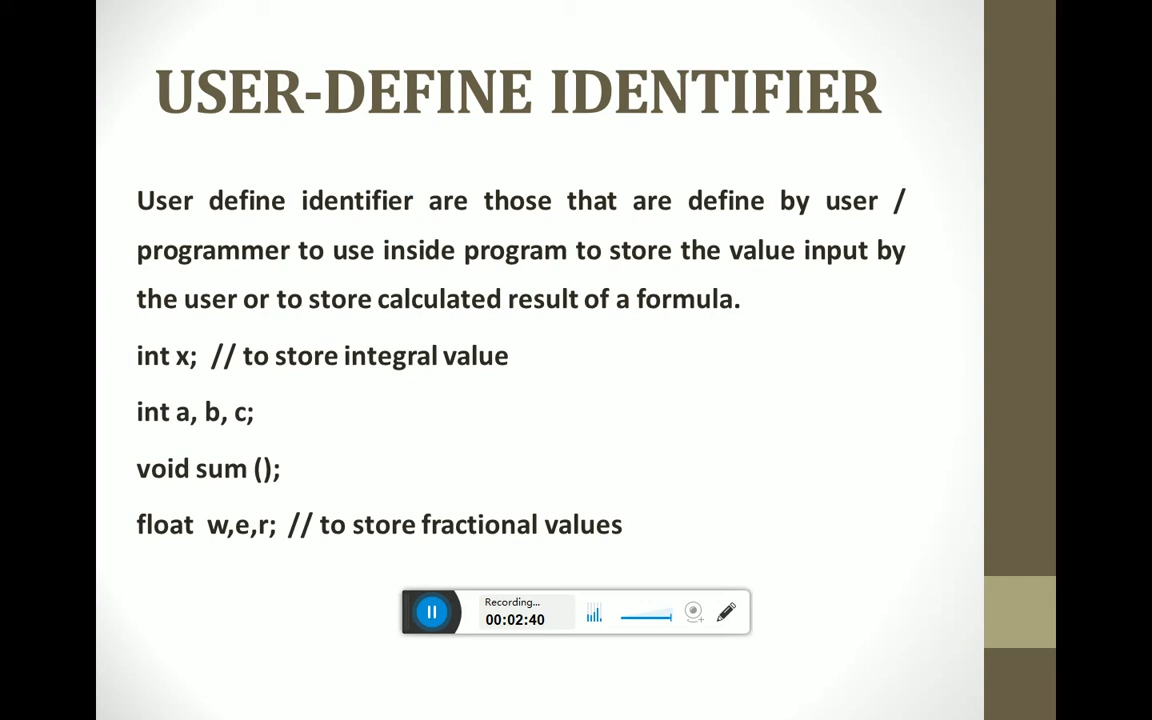 USER-DEFINE IDENTIFIER
User define identifier are those that are define by user /
programmer to use inside program to store the value input by
the user or to store calculated result of a formula.
int x; // to store integral value
int a, b, c;
void sum ();
float w,e,r; // to store fractional values
Recording...
00:02:40